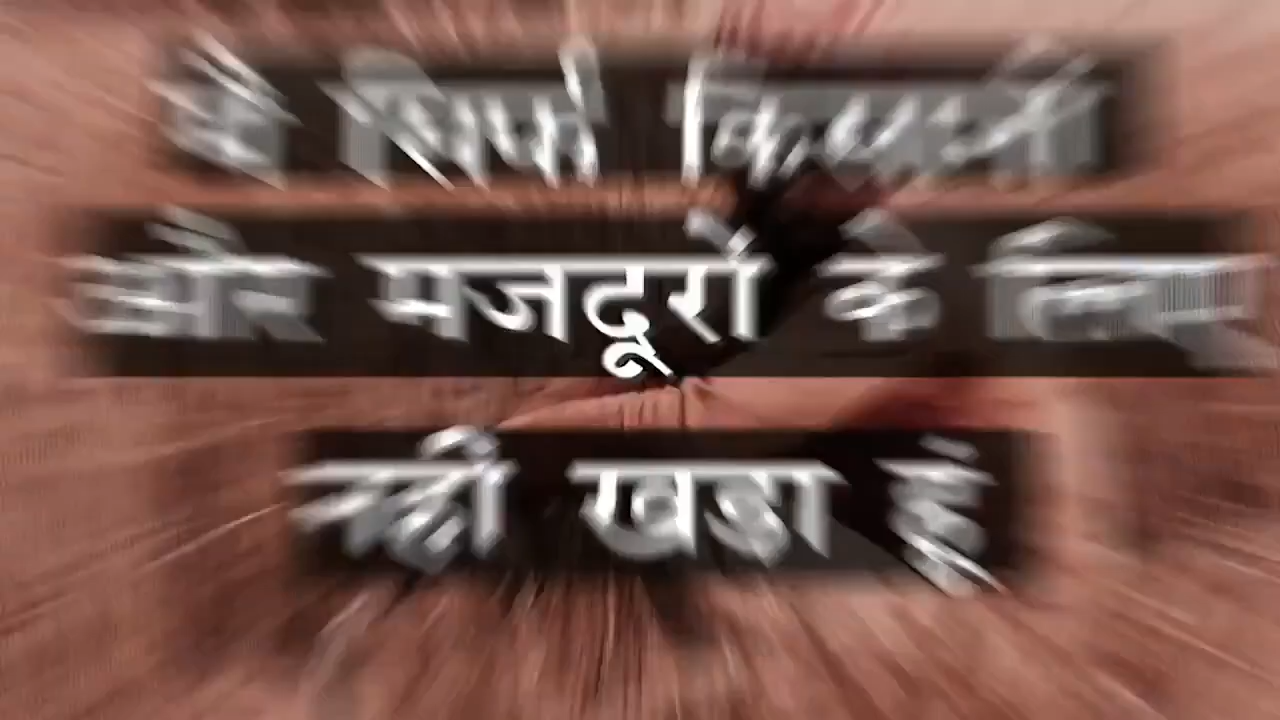 सिर्फ किसानों
और मजदूरों के लिए
नहीं खडा हूं